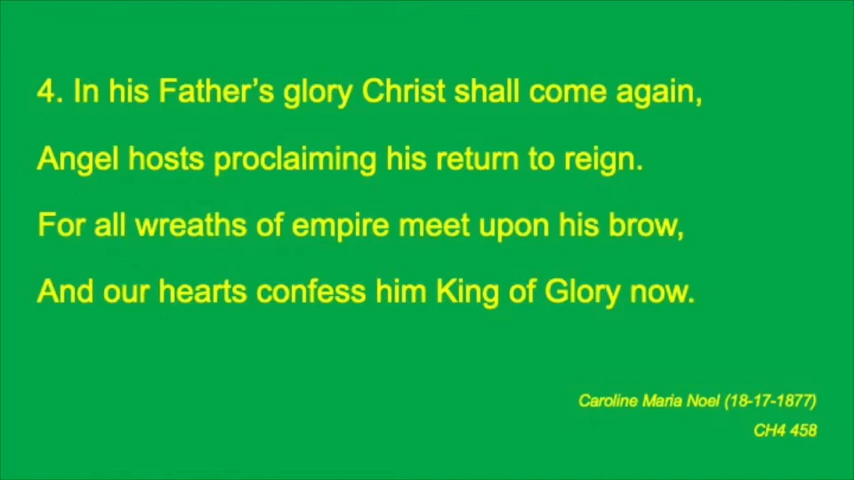 4. In his Father’s glory Christ shall come again,
Angel hosts proclaiming his return to reign.
For all wreaths of empire meet upon his brow,
And our hearts confess him King of Glory now.
Caroline Maria Noel (18-17-1877)
CH4 458